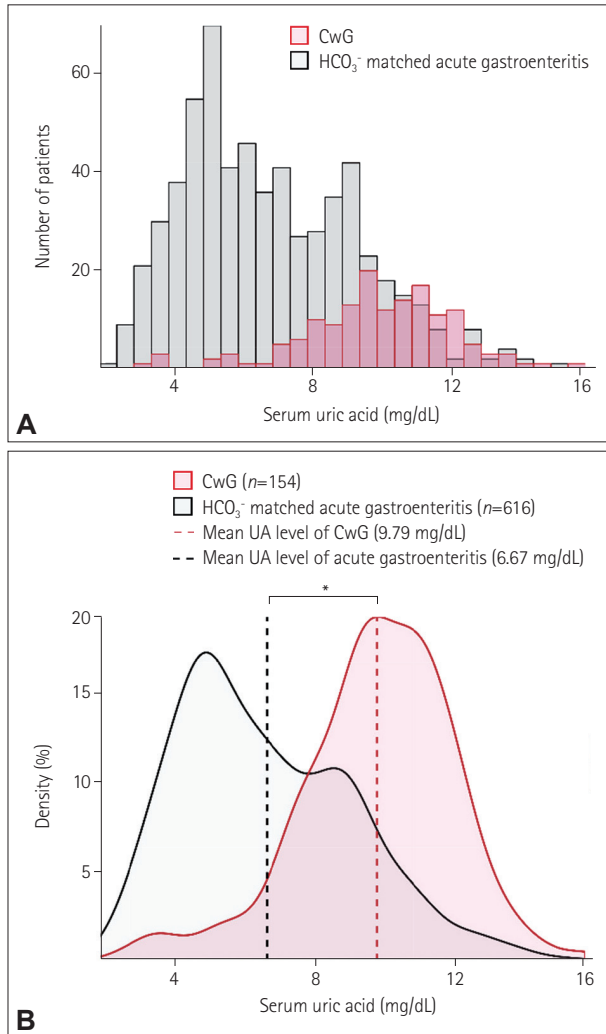 CwG
HCO₃⁻ matched acute gastroenteritis
60
40
20
Number of patients
4 8 12 16
Serum uric acid (mg/dL)
A
CwG (n=154)
HCO₃⁻ matched acute gastroenteritis (n=616)
Mean UA level of CwG (9.79 mg/dL)
Mean UA level of acute gastroenteritis (6.67 mg/dL)
*
20
15
10
5
Density (%)
4 8 12 16
Serum uric acid (mg/dL)
B